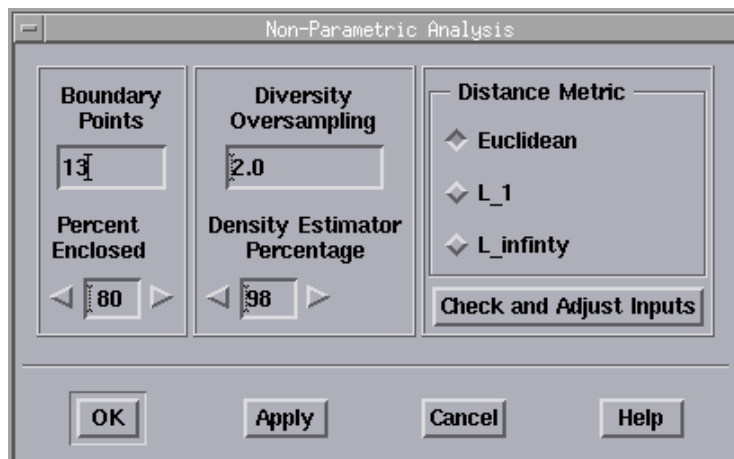 Non-Parametric Analysis
Boundary
Points
13
Percent
Enclosed
80
Diversity
Oversampling
2.0
Density Estimator
Percentage
98
Distance Metric
Euclidean
L_1
L_infinty
Check and Adjust Inputs
OK
Apply
Cancel
Help